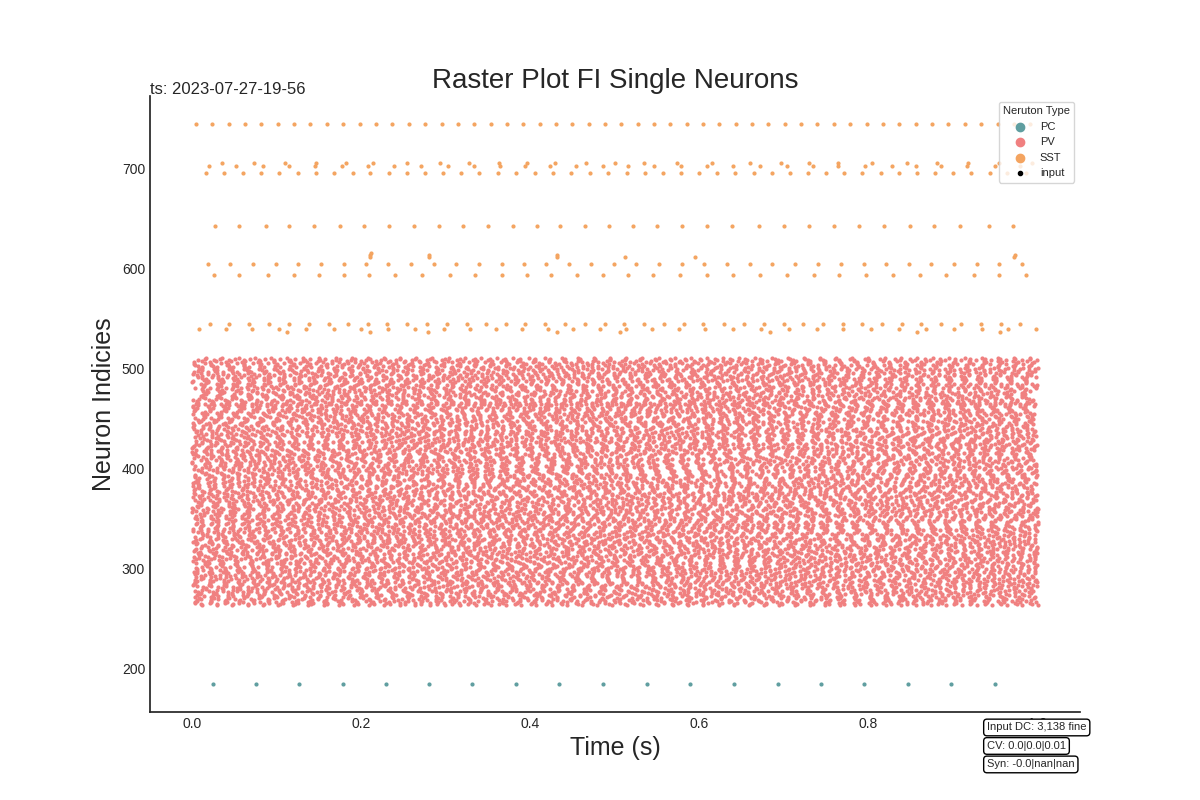 Raster Plot FI Single Neurons
ts: 2023-07-27-19-56
Neruton Type
PC
PV
SST
input
700
600
500
400
300
200
Neuron Indicies
0.0 0.2 0.4 0.6 0.8
Time (s)
Input DC: 3,138 fine
CV: 0.0|0.0|0.01
Syn: -0.0|nan|nan